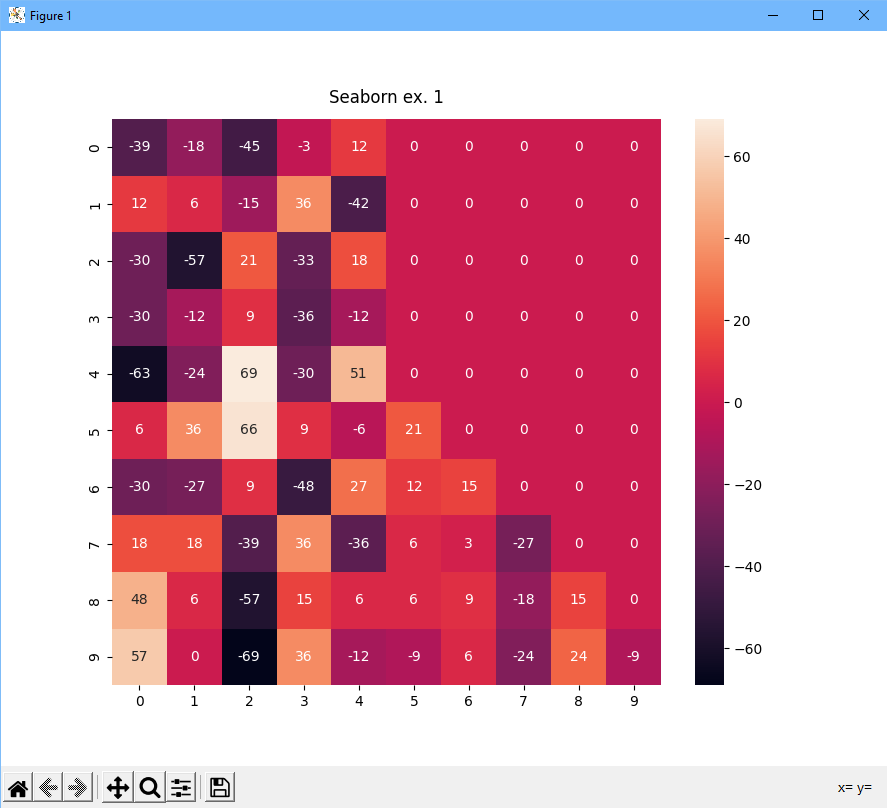 Figure 1
Seaborn ex. 1
0 -39 -18 -45 -3 12 0 0 0 0 0
1 12 6 -15 36 -42 0 0 0 0 0
2 -30 -57 21 -33 18 0 0 0 0 0
3 -30 -12 9 -36 -12 0 0 0 0 0
4 -63 -24 69 -30 51 0 0 0 0 0
5 6 36 66 9 -6 21 0 0 0 0
6 -30 -27 9 -48 27 12 15 0 0 0
7 18 18 -39 36 -36 6 3 -27 0 0
8 48 6 -57 15 6 6 9 -18 15 0
9 57 0 -69 36 -12 -9 6 -24 24 -9
0 1 2 3 4 5 6 7 8 9
60
40
20
0
−20
−40
−60
x= y=